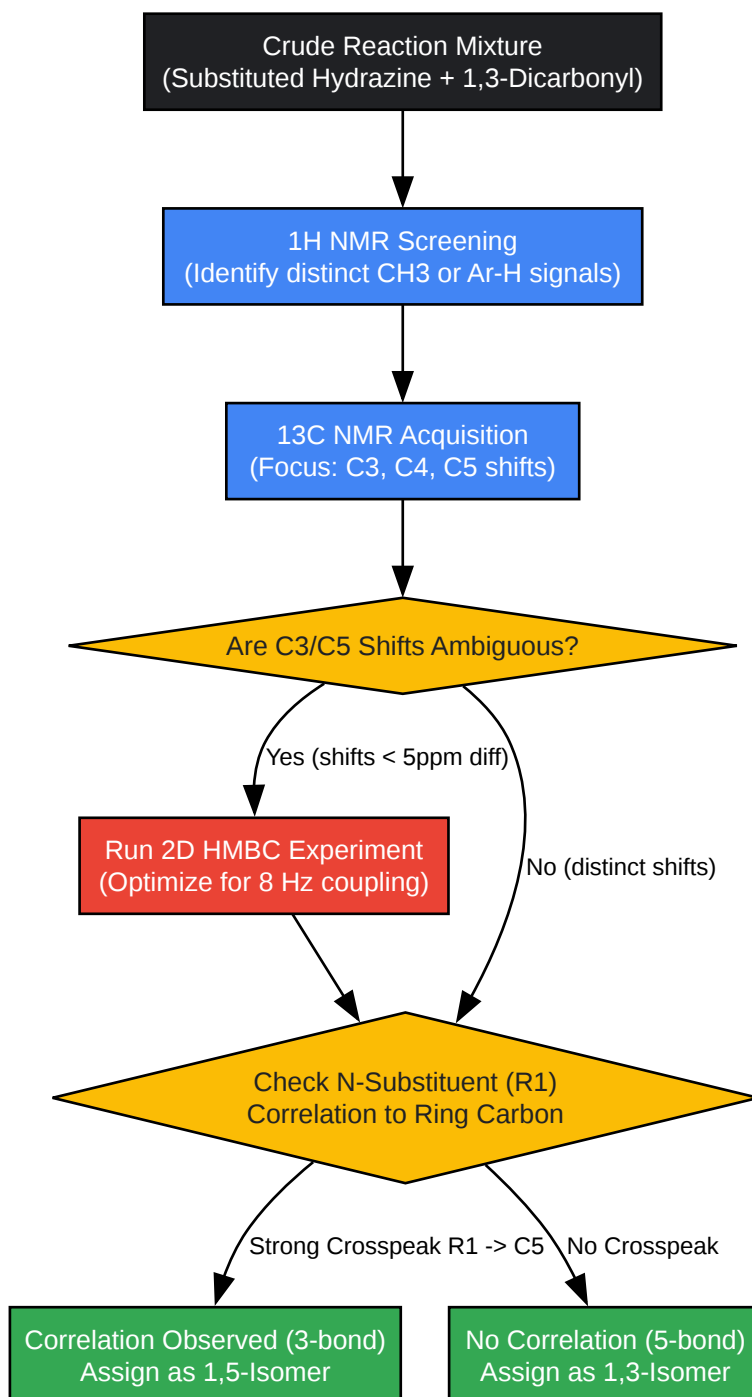 Crude Reaction Mixture
(Substituted Hydrazine + 1,3-Dicarbonyl)
1H NMR Screening
(Identify distinct CH3 or Ar-H signals)
13C NMR Acquisition
(Focus: C3, C4, C5 shifts)
Are C3/C5 Shifts Ambiguous?
Yes (shifts < 5ppm diff)
Run 2D HMBC Experiment
(Optimize for 8 Hz coupling)
No (distinct shifts)
Check N-Substituent (R1)
Correlation to Ring Carbon
Strong Crosspeak R1 -> C5
No Crosspeak
Correlation Observed (3-bond)
Assign as 1,5-Isomer
No Correlation (5-bond)
Assign as 1,3-Isomer